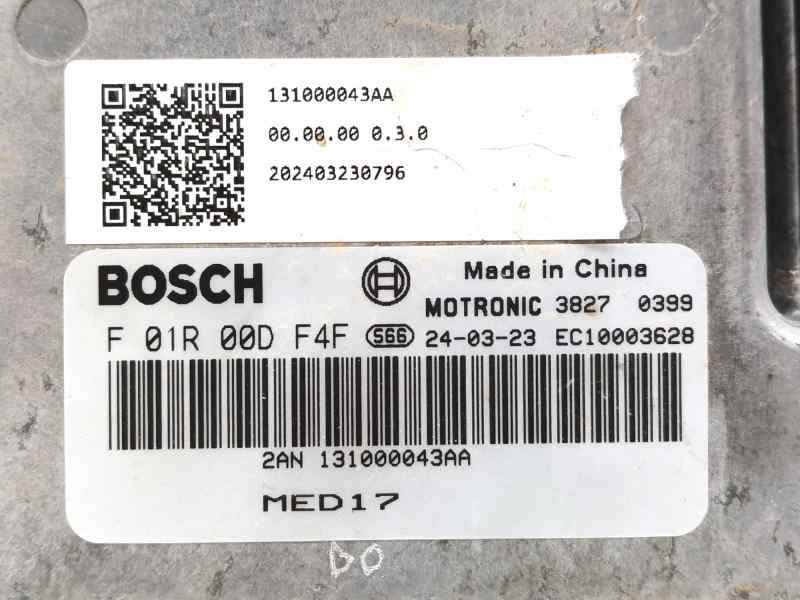 131000043AA
00.00.00 0.3.0
202403230796
BOSCH
Made in China
MOTRONIC 3827 0399
F 01R 00D F4F S66 24-03-23 EC10003628
2AN 131000043AA
MED17
DO